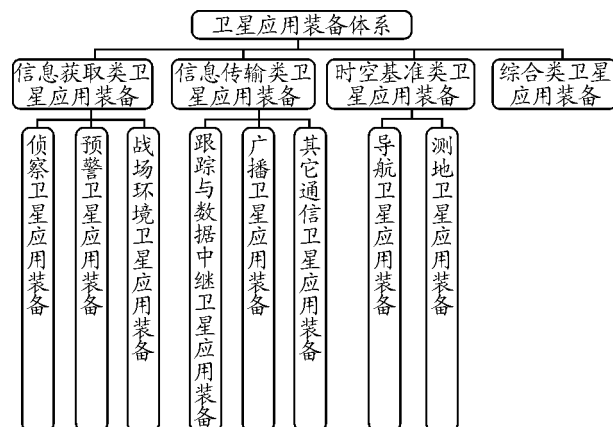 卫星应用装备体系
信息获取类卫
星应用装备
信息传输类卫
星应用装备
时空基准类卫
星应用装备
综合类卫星
应用装备
侦察卫星应用装备
预警卫星应用装备
战场环境卫星应用装备
跟踪与数据中继卫星应用装备
广播卫星应用装备
其它通信卫星应用装备
导航卫星应用装备
测地卫星应用装备